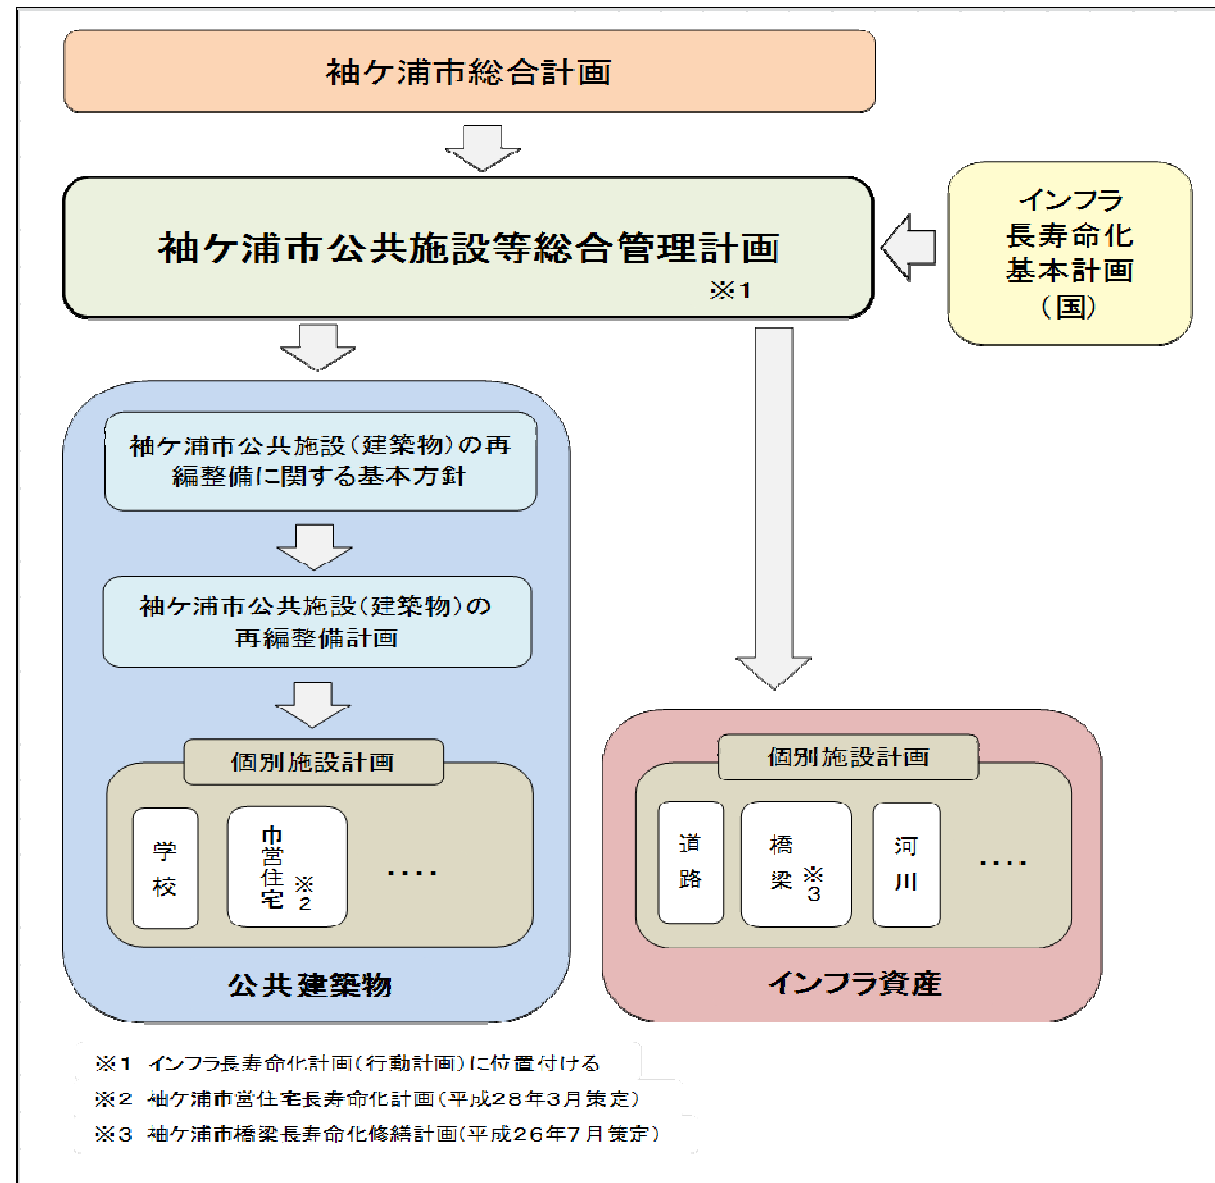 袖ケ浦市総合計画
袖ケ浦市公共施設等総合管理計画
※1
インフラ
長寿命化
基本計画
(国)
袖ケ浦市公共施設(建築物)の再
編整備に関する基本方針
袖ケ浦市公共施設(建築物)の
再編整備計画
個別施設計画
学校
市営住宅
※2
････
公共建築物
個別施設計画
道路
橋梁
※3
河川
････
インフラ資産
※1 インフラ長寿命化計画(行動計画)に位置付ける
※2 袖ケ浦市営住宅長寿命化計画(平成28年3月策定)
※3 袖ケ浦市橋梁長寿命化修繕計画(平成26年7月策定)